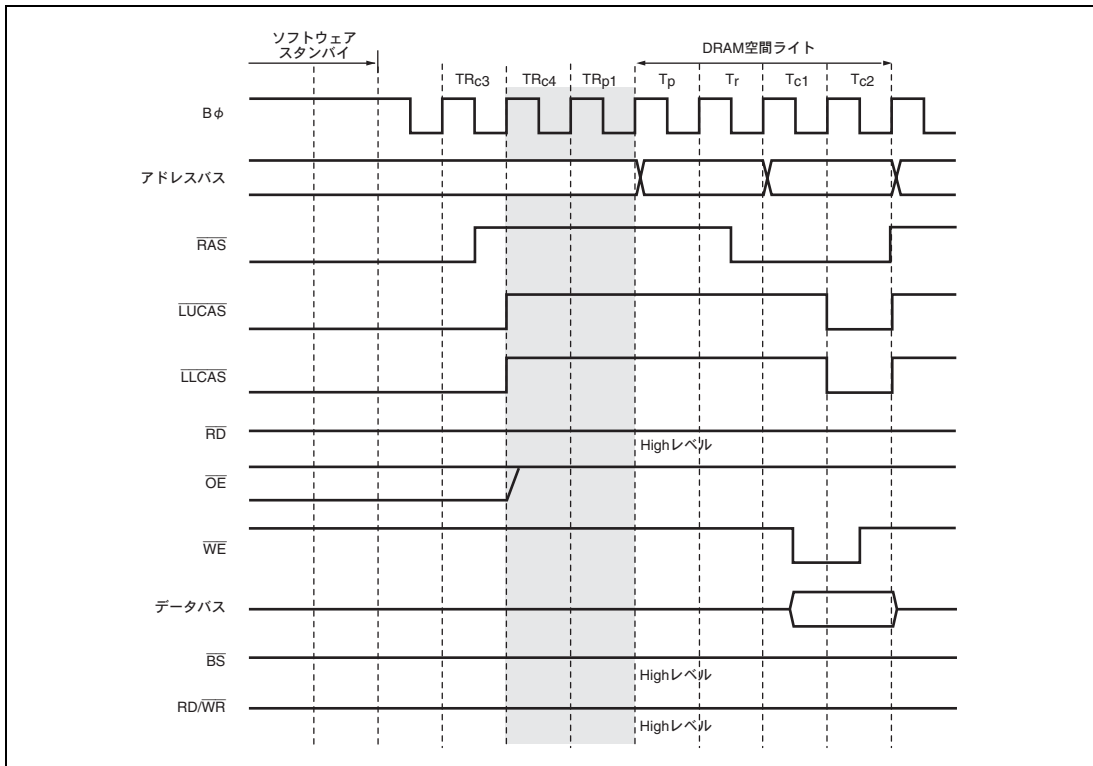 ソフトウェア
スタンバイ
DRAM空間ライト
TRc3 TRc4 TRp1 Tp Tr Tc1 Tc2
Bφ
アドレスバス
RAS
LUCAS
LLCAS
RD
Highレベル
OE
WE
データバス
BS
Highレベル
RD/WR
Highレベル